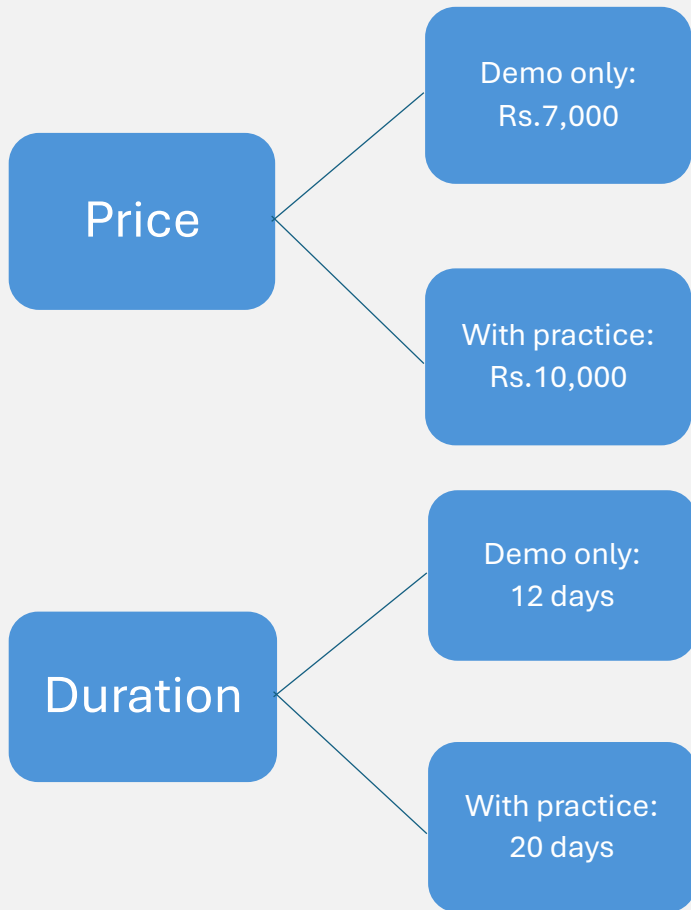 Price
Demo only:
Rs.7,000
With practice:
Rs.10,000
Duration
Demo only:
12 days
With practice:
20 days